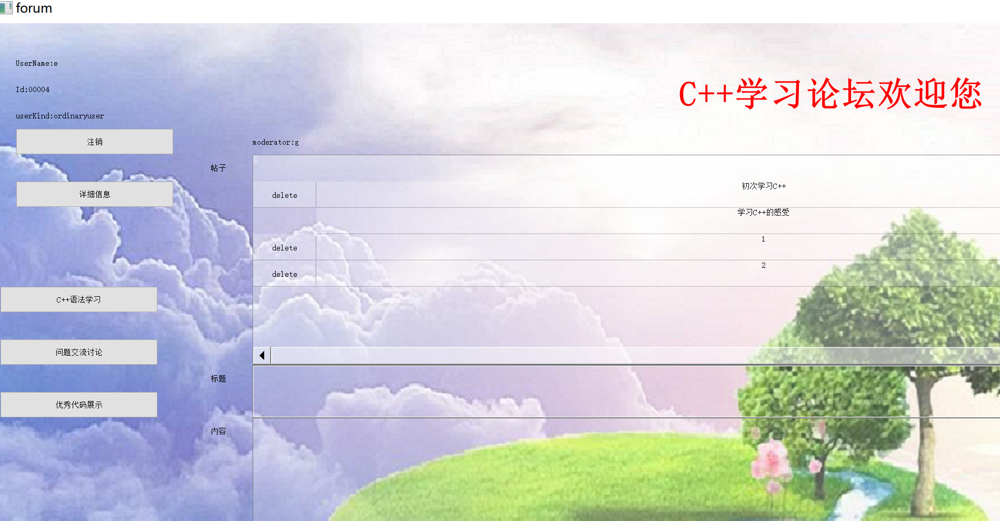 forum
UserName:e
Id:00004
C++学习论坛欢迎您
userKind:ordinaryuser
注销
moderator:g
帖子
详细信息
初次学习C++
delete
学习C++的感受
1
delete
2
delete
C++语法学习
问题交流讨论
标题
优秀代码展示
内容